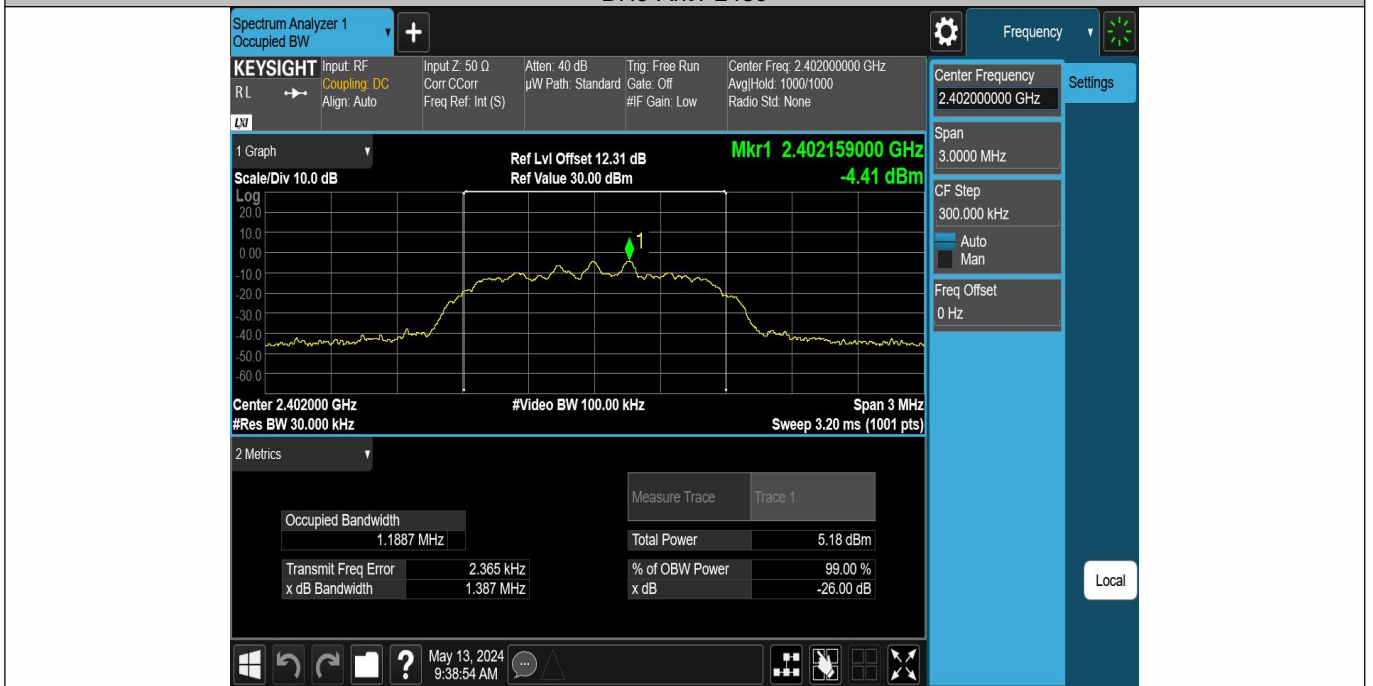 Spectrum Analyzer 1
Occupied BW
Frequency
KEYSIGHT
R L
LXI
Input: RF
Coupling: DC
Align: Auto
Input Z: 50 Ω
Corr CCorr
Freq Ref: Int (S)
Atten: 40 dB
µW Path: Standard
Trig: Free Run
Gate: Off
#IF Gain: Low
Center Freq: 2.402000000 GHz
Avg|Hold: 1000/1000
Radio Std: None
Center Frequency
2.402000000 GHz
Settings
Span
3.0000 MHz
CF Step
300.000 kHz
Auto
Man
Freq Offset
0 Hz
Local
1 Graph
Scale/Div 10.0 dB
Ref Lvl Offset 12.31 dB
Ref Value 30.00 dBm
Mkr1 2.402159000 GHz
-4.41 dBm
Log
20.0
10.0
0.00
-10.0
-20.0
-30.0
-40.0
-50.0
-60.0
1
Center 2.402000 GHz
#Video BW 100.00 kHz
Span 3 MHz
#Res BW 30.000 kHz
Sweep 3.20 ms (1001 pts)
2 Metrics
Measure Trace Trace 1
Occupied Bandwidth
1.1887 MHz
Total Power 5.18 dBm
Transmit Freq Error 2.365 kHz
% of OBW Power 99.00 %
x dB Bandwidth 1.387 MHz
x dB -26.00 dB
?
May 13, 2024
9:38:54 AM